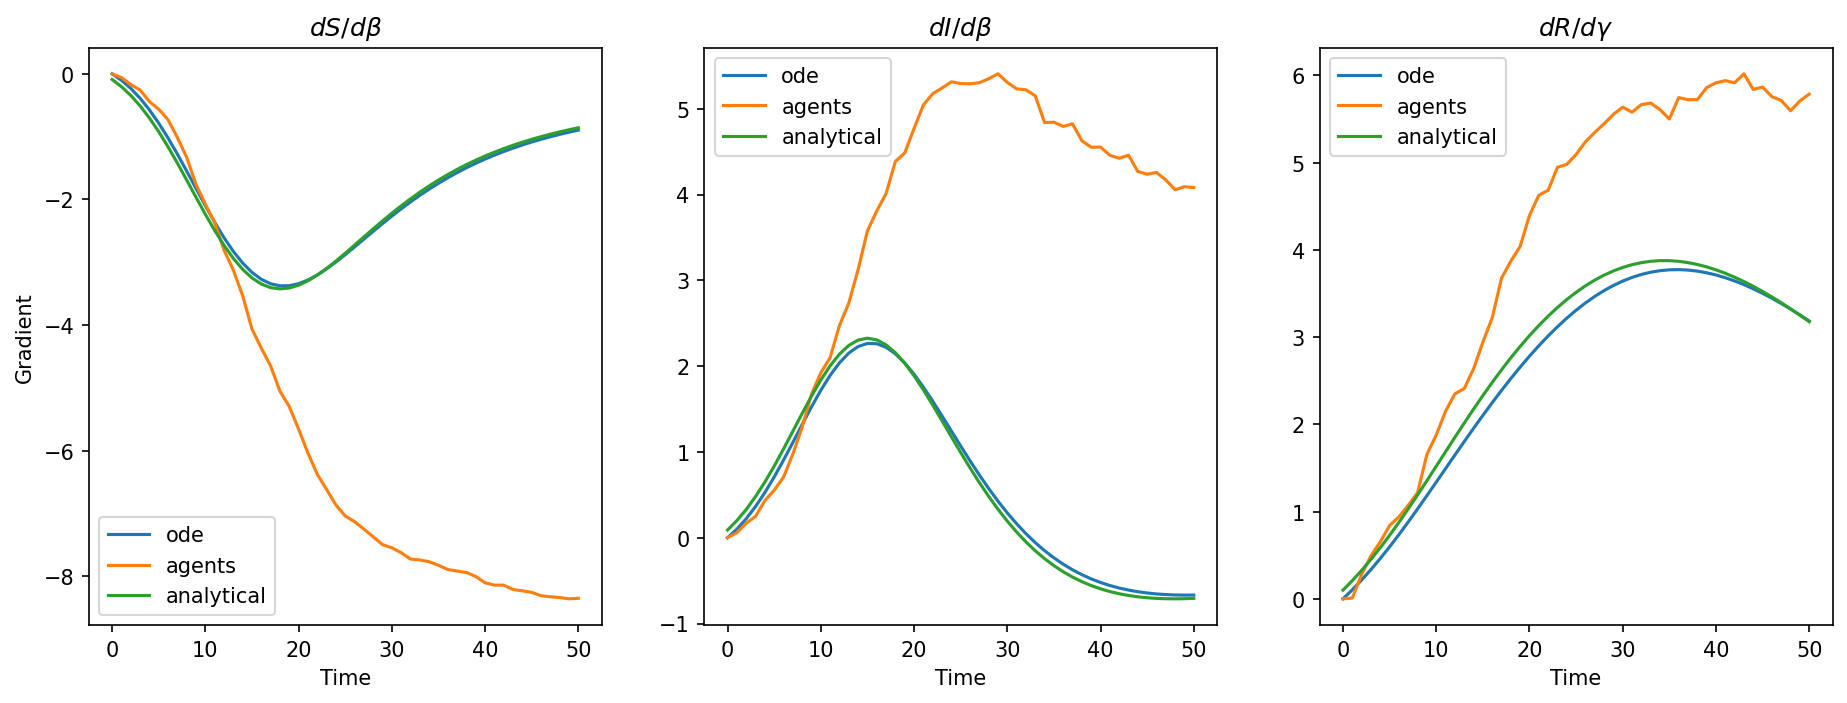 dS/dβ
0
−2
−4
−6
−8
Gradient
ode
agents
analytical
0 10 20 30 40 50
Time
dI/dβ
5
4
3
2
1
0
−1
ode
agents
analytical
0 10 20 30 40 50
Time
dR/dγ
6
5
4
3
2
1
0
ode
agents
analytical
0 10 20 30 40 50
Time